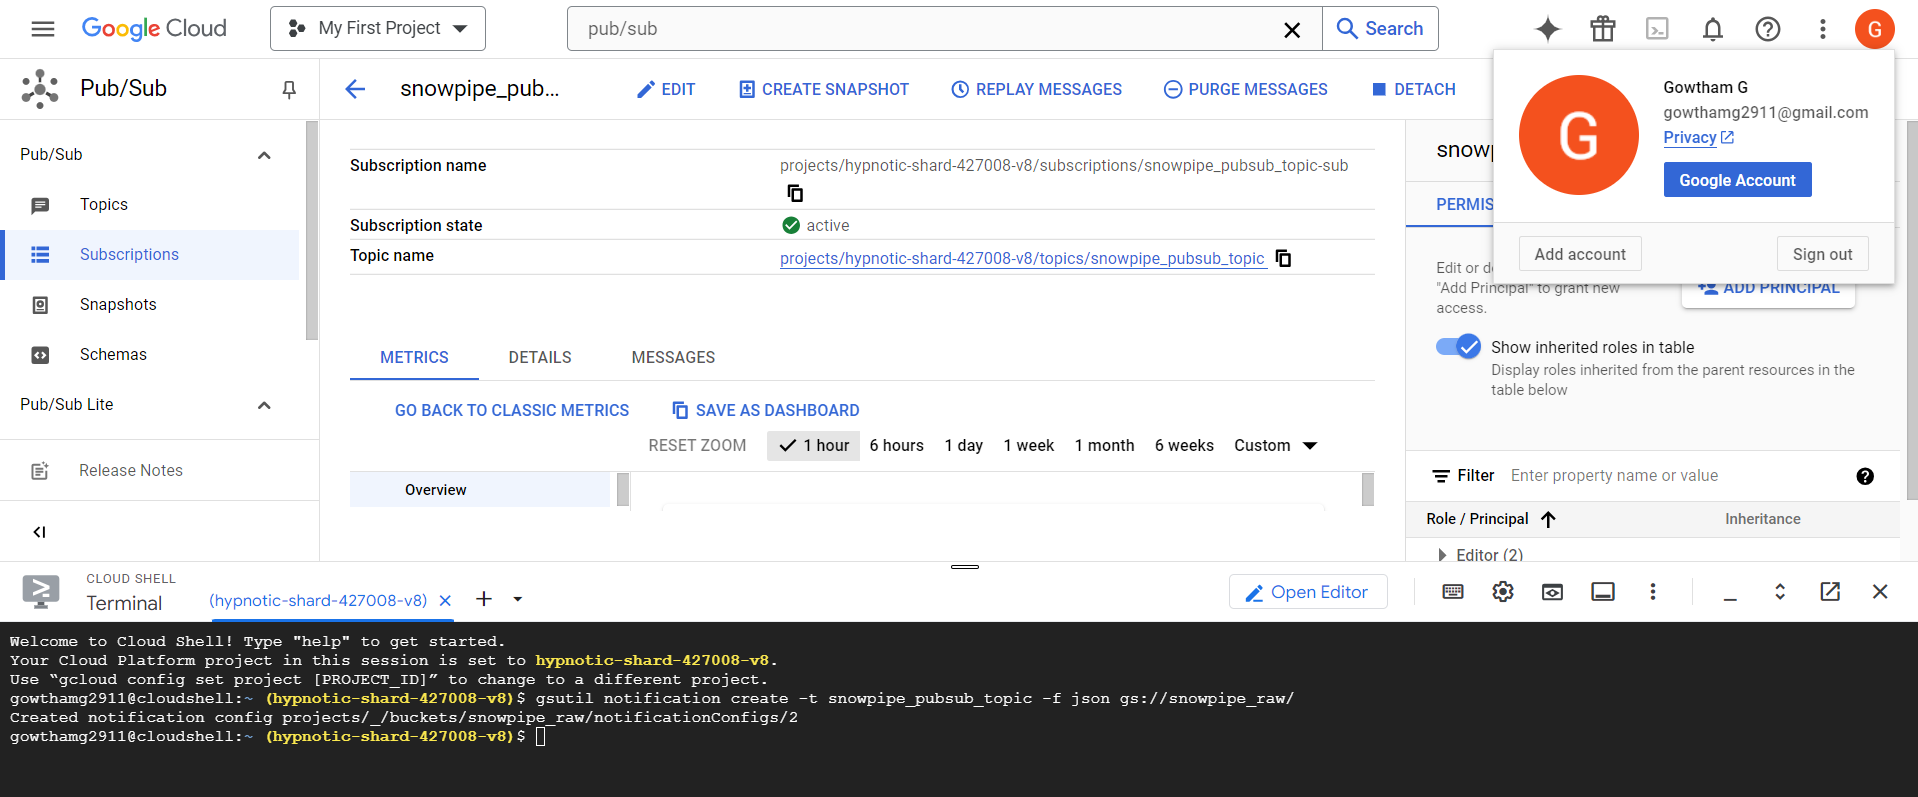 Google Cloud
My First Project
pub/sub
Search
G
Pub/Sub
snowpipe_pub...
EDIT
CREATE SNAPSHOT
REPLAY MESSAGES
PURGE MESSAGES
DETACH
G
Gowtham G
gowthamg2911@gmail.com
Privacy
Google Account
Add account
Sign out
Pub/Sub
Topics
Subscriptions
Snapshots
Schemas
Pub/Sub Lite
Release Notes
Subscription name
projects/hypnotic-shard-427008-v8/subscriptions/snowpipe_pubsub_topic-sub
Subscription state
active
Topic name
projects/hypnotic-shard-427008-v8/topics/snowpipe_pubsub_topic
METRICS
DETAILS
MESSAGES
GO BACK TO CLASSIC METRICS
SAVE AS DASHBOARD
RESET ZOOM
1 hour
6 hours
1 day
1 week
1 month
6 weeks
Custom
Overview
snowp
PERMIS
Edit or d
"Add Principal" to grant new
access.
ADD PRINCIPAL
Show inherited roles in table
Display roles inherited from the parent resources in the
table below
Filter
Enter property name or value
Role / Principal
Inheritance
Editor (2)
CLOUD SHELL
Terminal
(hypnotic-shard-427008-v8)
Open Editor
Welcome to Cloud Shell! Type "help" to get started.
Your Cloud Platform project in this session is set to hypnotic-shard-427008-v8.
Use “gcloud config set project [PROJECT_ID]” to change to a different project.
gowthamg2911@cloudshell:~ (hypnotic-shard-427008-v8)$ gsutil notification create -t snowpipe_pubsub_topic -f json gs://snowpipe_raw/
Created notification config projects/_/buckets/snowpipe_raw/notificationConfigs/2
gowthamg2911@cloudshell:~ (hypnotic-shard-427008-v8)$